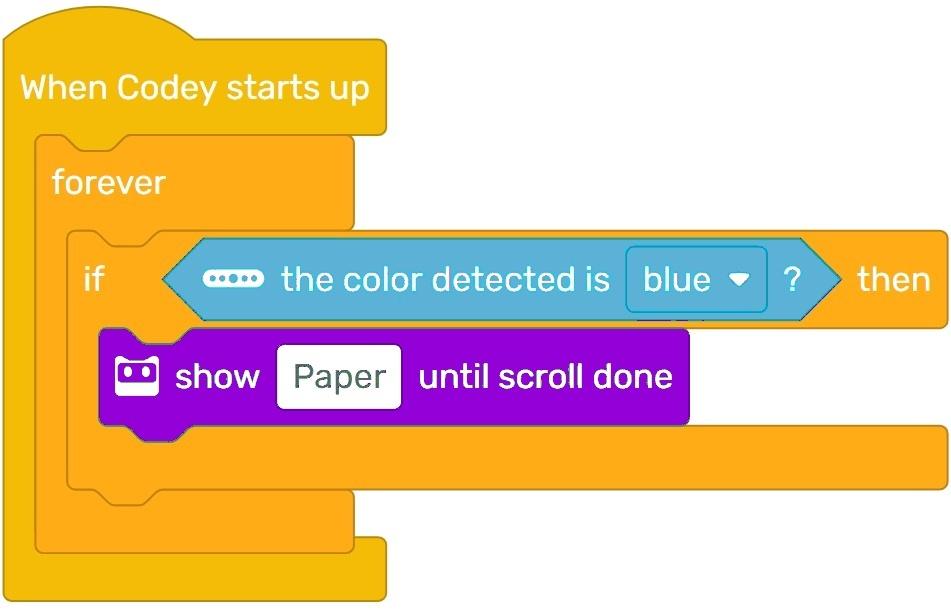 When Codey starts up
forever
if the color detected is blue ? then
show Paper until scroll done